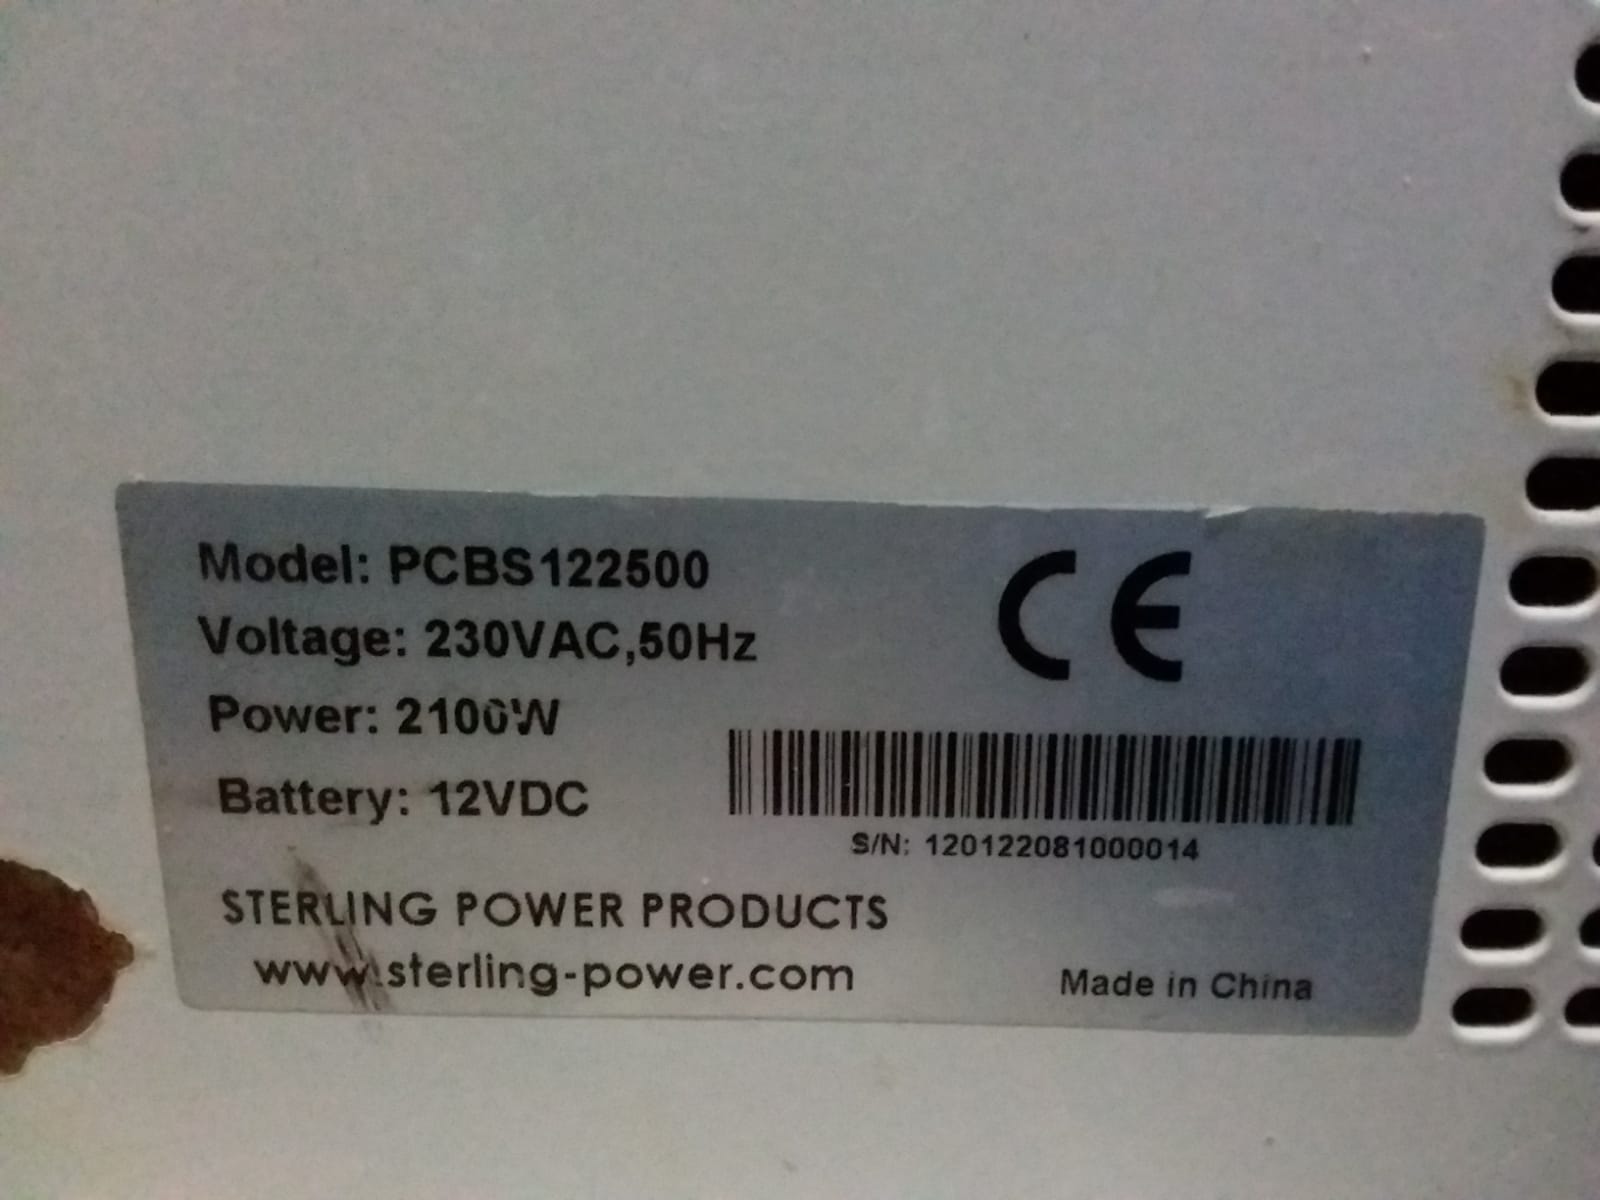 Model: PCBS122500
Voltage: 230VAC,50Hz
Power: 2100W
Battery: 12VDC
CE
S/N: 120122081000014
STERLING POWER PRODUCTS
www.sterling-power.com
Made in China